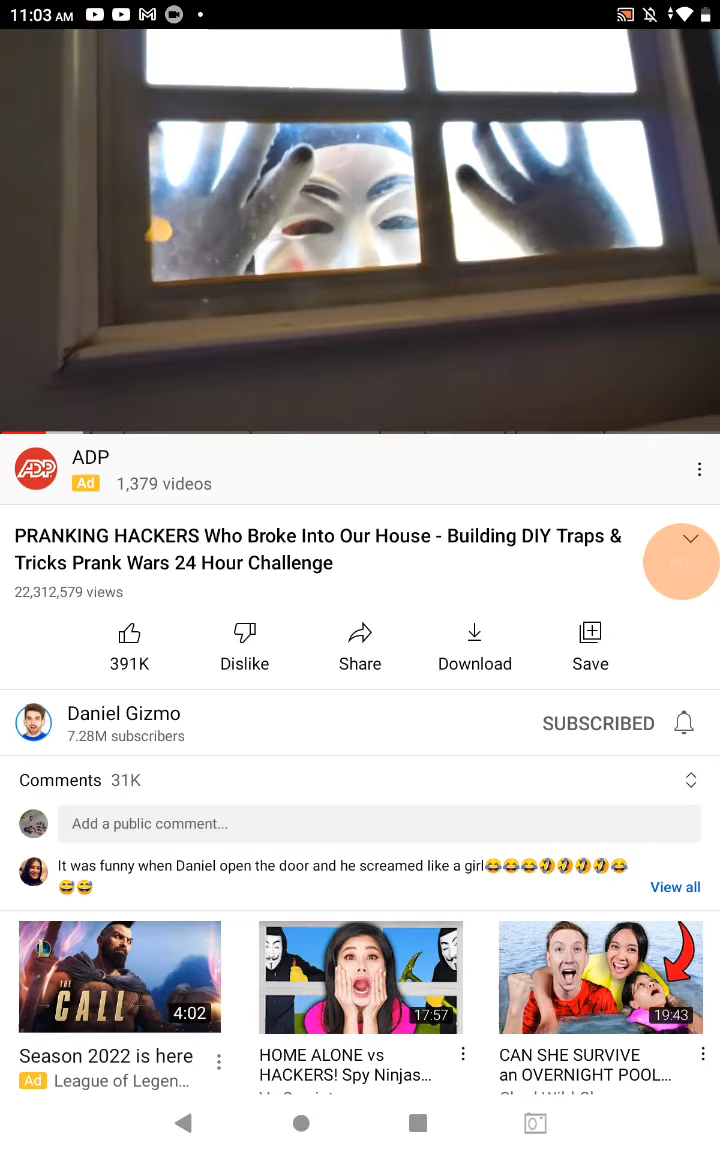 11:03 AM
ADP
ADP
Ad 1,379 videos
PRANKING HACKERS Who Broke Into Our House - Building DIY Traps &
Tricks Prank Wars 24 Hour Challenge
22,312,579 views
391K Dislike Share Download Save
Daniel Gizmo
7.28M subscribers
SUBSCRIBED
Comments 31K
Add a public comment...
It was funny when Daniel open the door and he screamed like a girl😂😂😂🤣🤣🤣🤣😂
😅😅
View all
THE
CALL
4:02
17:57
19:43
Season 2022 is here
Ad League of Legen...
HOME ALONE vs
HACKERS! Spy Ninjas...
CAN SHE SURVIVE
an OVERNIGHT POOL...